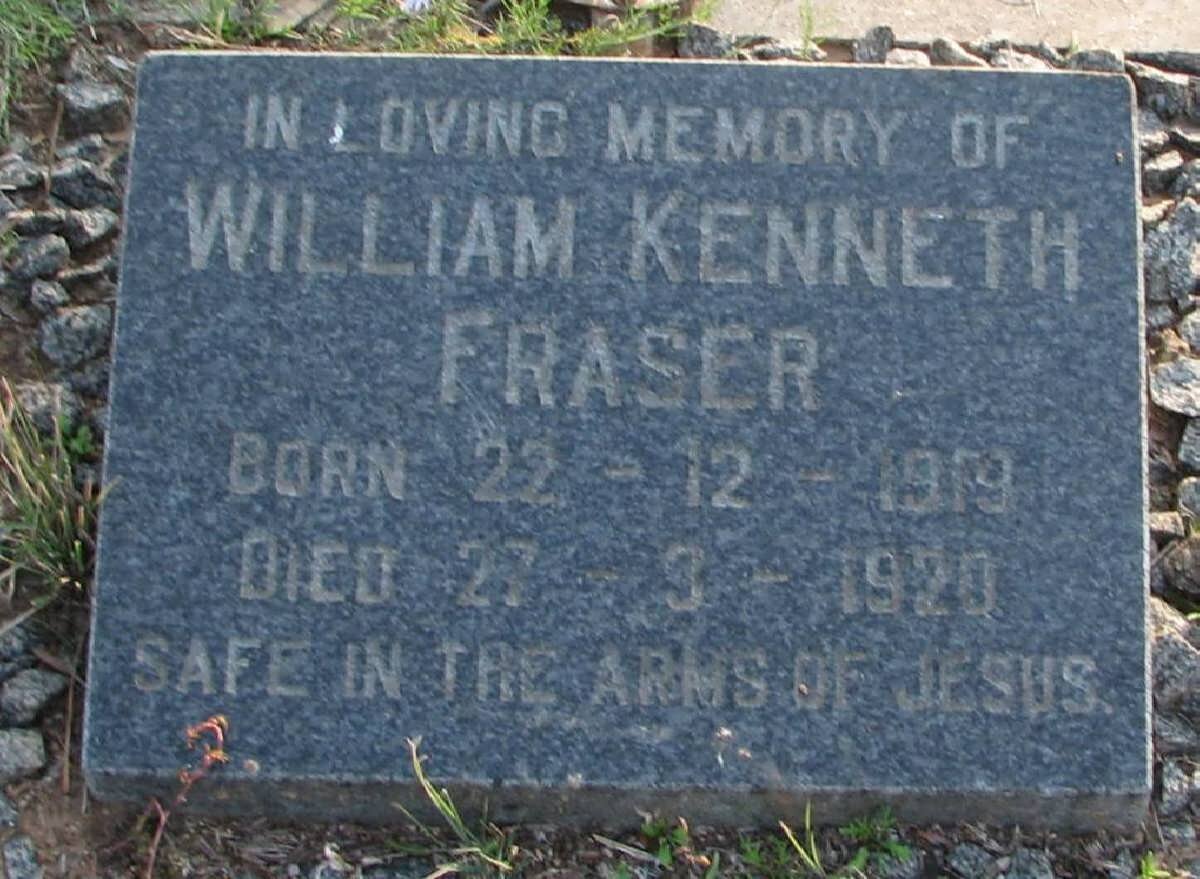 IN LOVING MEMORY OF
WILLIAM KENNETH
FRASER
BORN 22 - 12 - 1919
DIED 27 - 3 - 1920
SAFE IN THE ARMS OF JESUS.